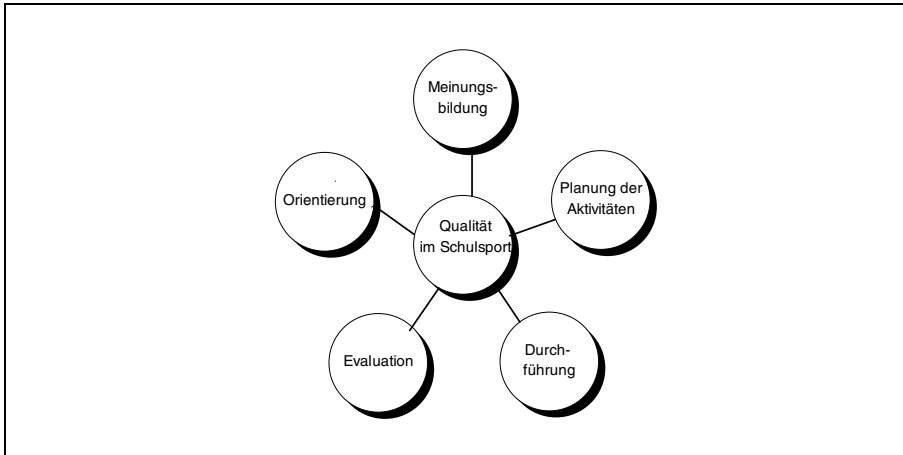 Meinungs-
bildung
Orientierung
Planung der
Aktivitäten
Qualität
im Schulsport
Evaluation
Durch-
führung